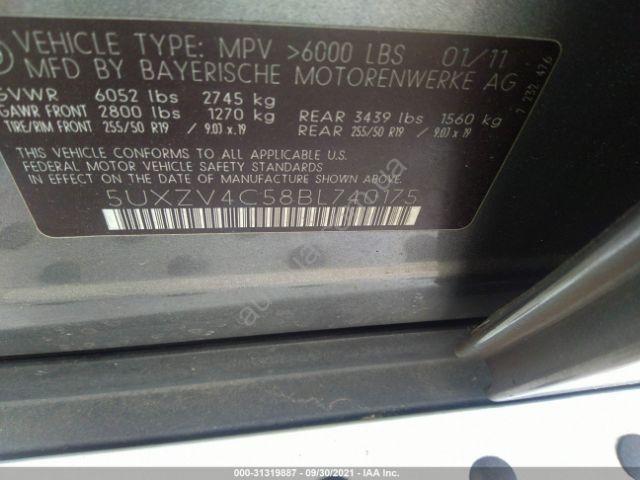 VEHICLE TYPE: MPV >6000 LBS 01/11
MFD BY BAYERISCHE MOTORENWERKE AG
GVWR 6052 lbs 2745 kg
GAWR FRONT 2800 lbs 1270 kg REAR 3439 lbs 1560 kg
TIRE/RIM FRONT 255/50 R19 / 9.0J x 19 REAR 255/50 R19 / 9.0J x 19
7 232 476
THIS VEHICLE CONFORMS TO ALL APPLICABLE U.S.
FEDERAL MOTOR VEHICLE SAFETY STANDARDS
IN EFFECT ON THE DATE OF MANUFACTURE SHOWN ABOVE.
5UXZV4C58BL740175
000-31319887 - 09/30/2021 - IAA Inc.